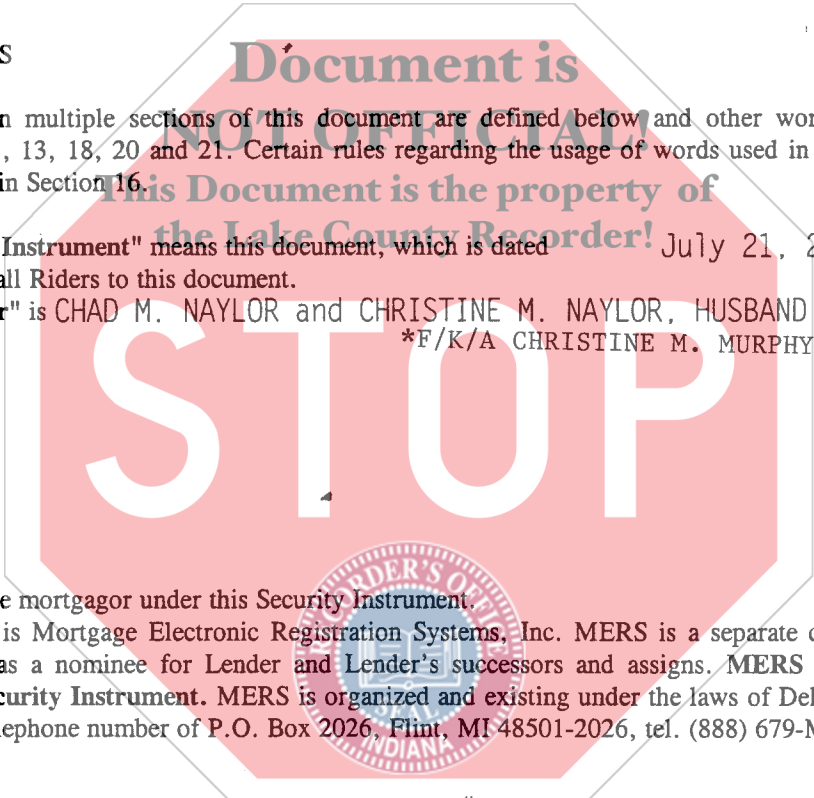 S
Document is
n multiple sections of this document are defined below and other wor
NOT OFFICIAL!
, 13, 18, 20 and 21. Certain rules regarding the usage of words used in
in Section 16.
This Document is the property of
the Lake County Recorder!
Instrument" means this document, which is dated July 21, 2
all Riders to this document.
r" is CHAD M. NAYLOR and CHRISTINE M. NAYLOR, HUSBAND
*F/K/A CHRISTINE M. MURPHY
STOP
e mortgagor under this Security Instrument.
RECORDER'S OFFICE
is Mortgage Electronic Registration Systems, Inc. MERS is a separate c
as a nominee for Lender and Lender's successors and assigns. MERS
curity Instrument. MERS is organized and existing under the laws of Del
SEAL
ephone number of P.O. Box 2026, Flint, MI 48501-2026, tel. (888) 679-M
INDIANA